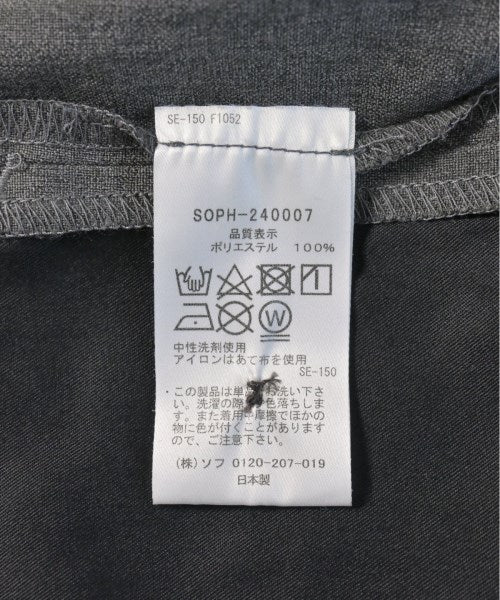 SE-150 F1052
SOPH-240007
品質表示
ポリエステル 100%
W
中性洗剤使用
アイロンはあて布を使用
SE-150
・この製品は単 お洗い下さ
い。洗濯の際 色落ちしま
す。また着用 摩擦でほかの
物に色が付くことがあります
ので、ご注意下さい。
(株)ソフ 0120-207-019
日本製